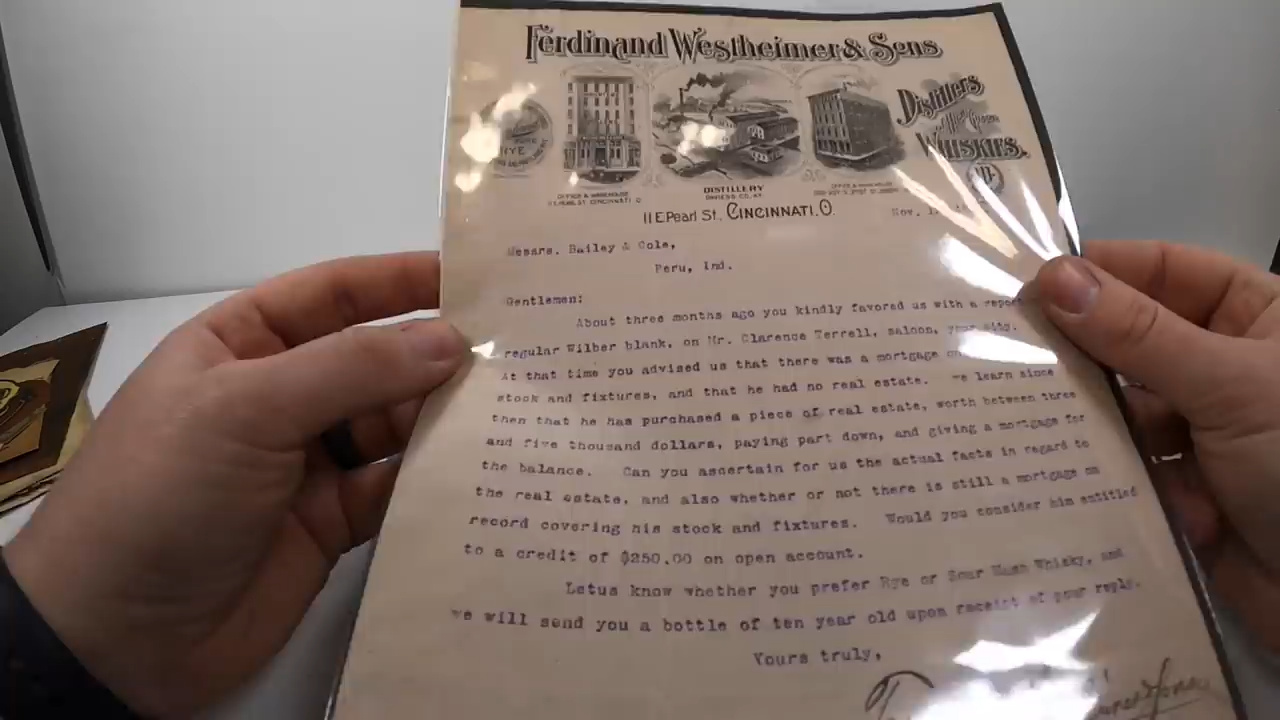 Ferdinand Westheimer & Sons
Distillers
Whiskies.
RYE
OFFICE & WAREHOUSE
DISTILLERY
DAVIESS CO. KY.
OFFICE & WAREHOUSE
11 E. Pearl St. CINCINNATI. O.
Nov.
Messrs. Bailey & Cole,
Peru, Ind.
Gentlemen:
About three months ago you kindly favored us with a report
regular Wilber blank, on Mr. Clarence Terrell, saloon, your city.
At that time you advised us that there was a mortgage on
stock and fixtures, and that he had no real estate. We learn since
then that he has purchased a piece of real estate, worth between three
and five thousand dollars, paying part down, and giving a mortgage for
the balance. Can you ascertain for us the actual facts in regard to
the real estate, and also whether or not there is still a mortgage on
record covering his stock and fixtures. Would you consider him entitled
to a credit of $250.00 on open account.
Letus know whether you prefer Rye or Sour Mash Whisky, and
we will send you a bottle of ten year old upon receipt of your reply.
Yours truly,